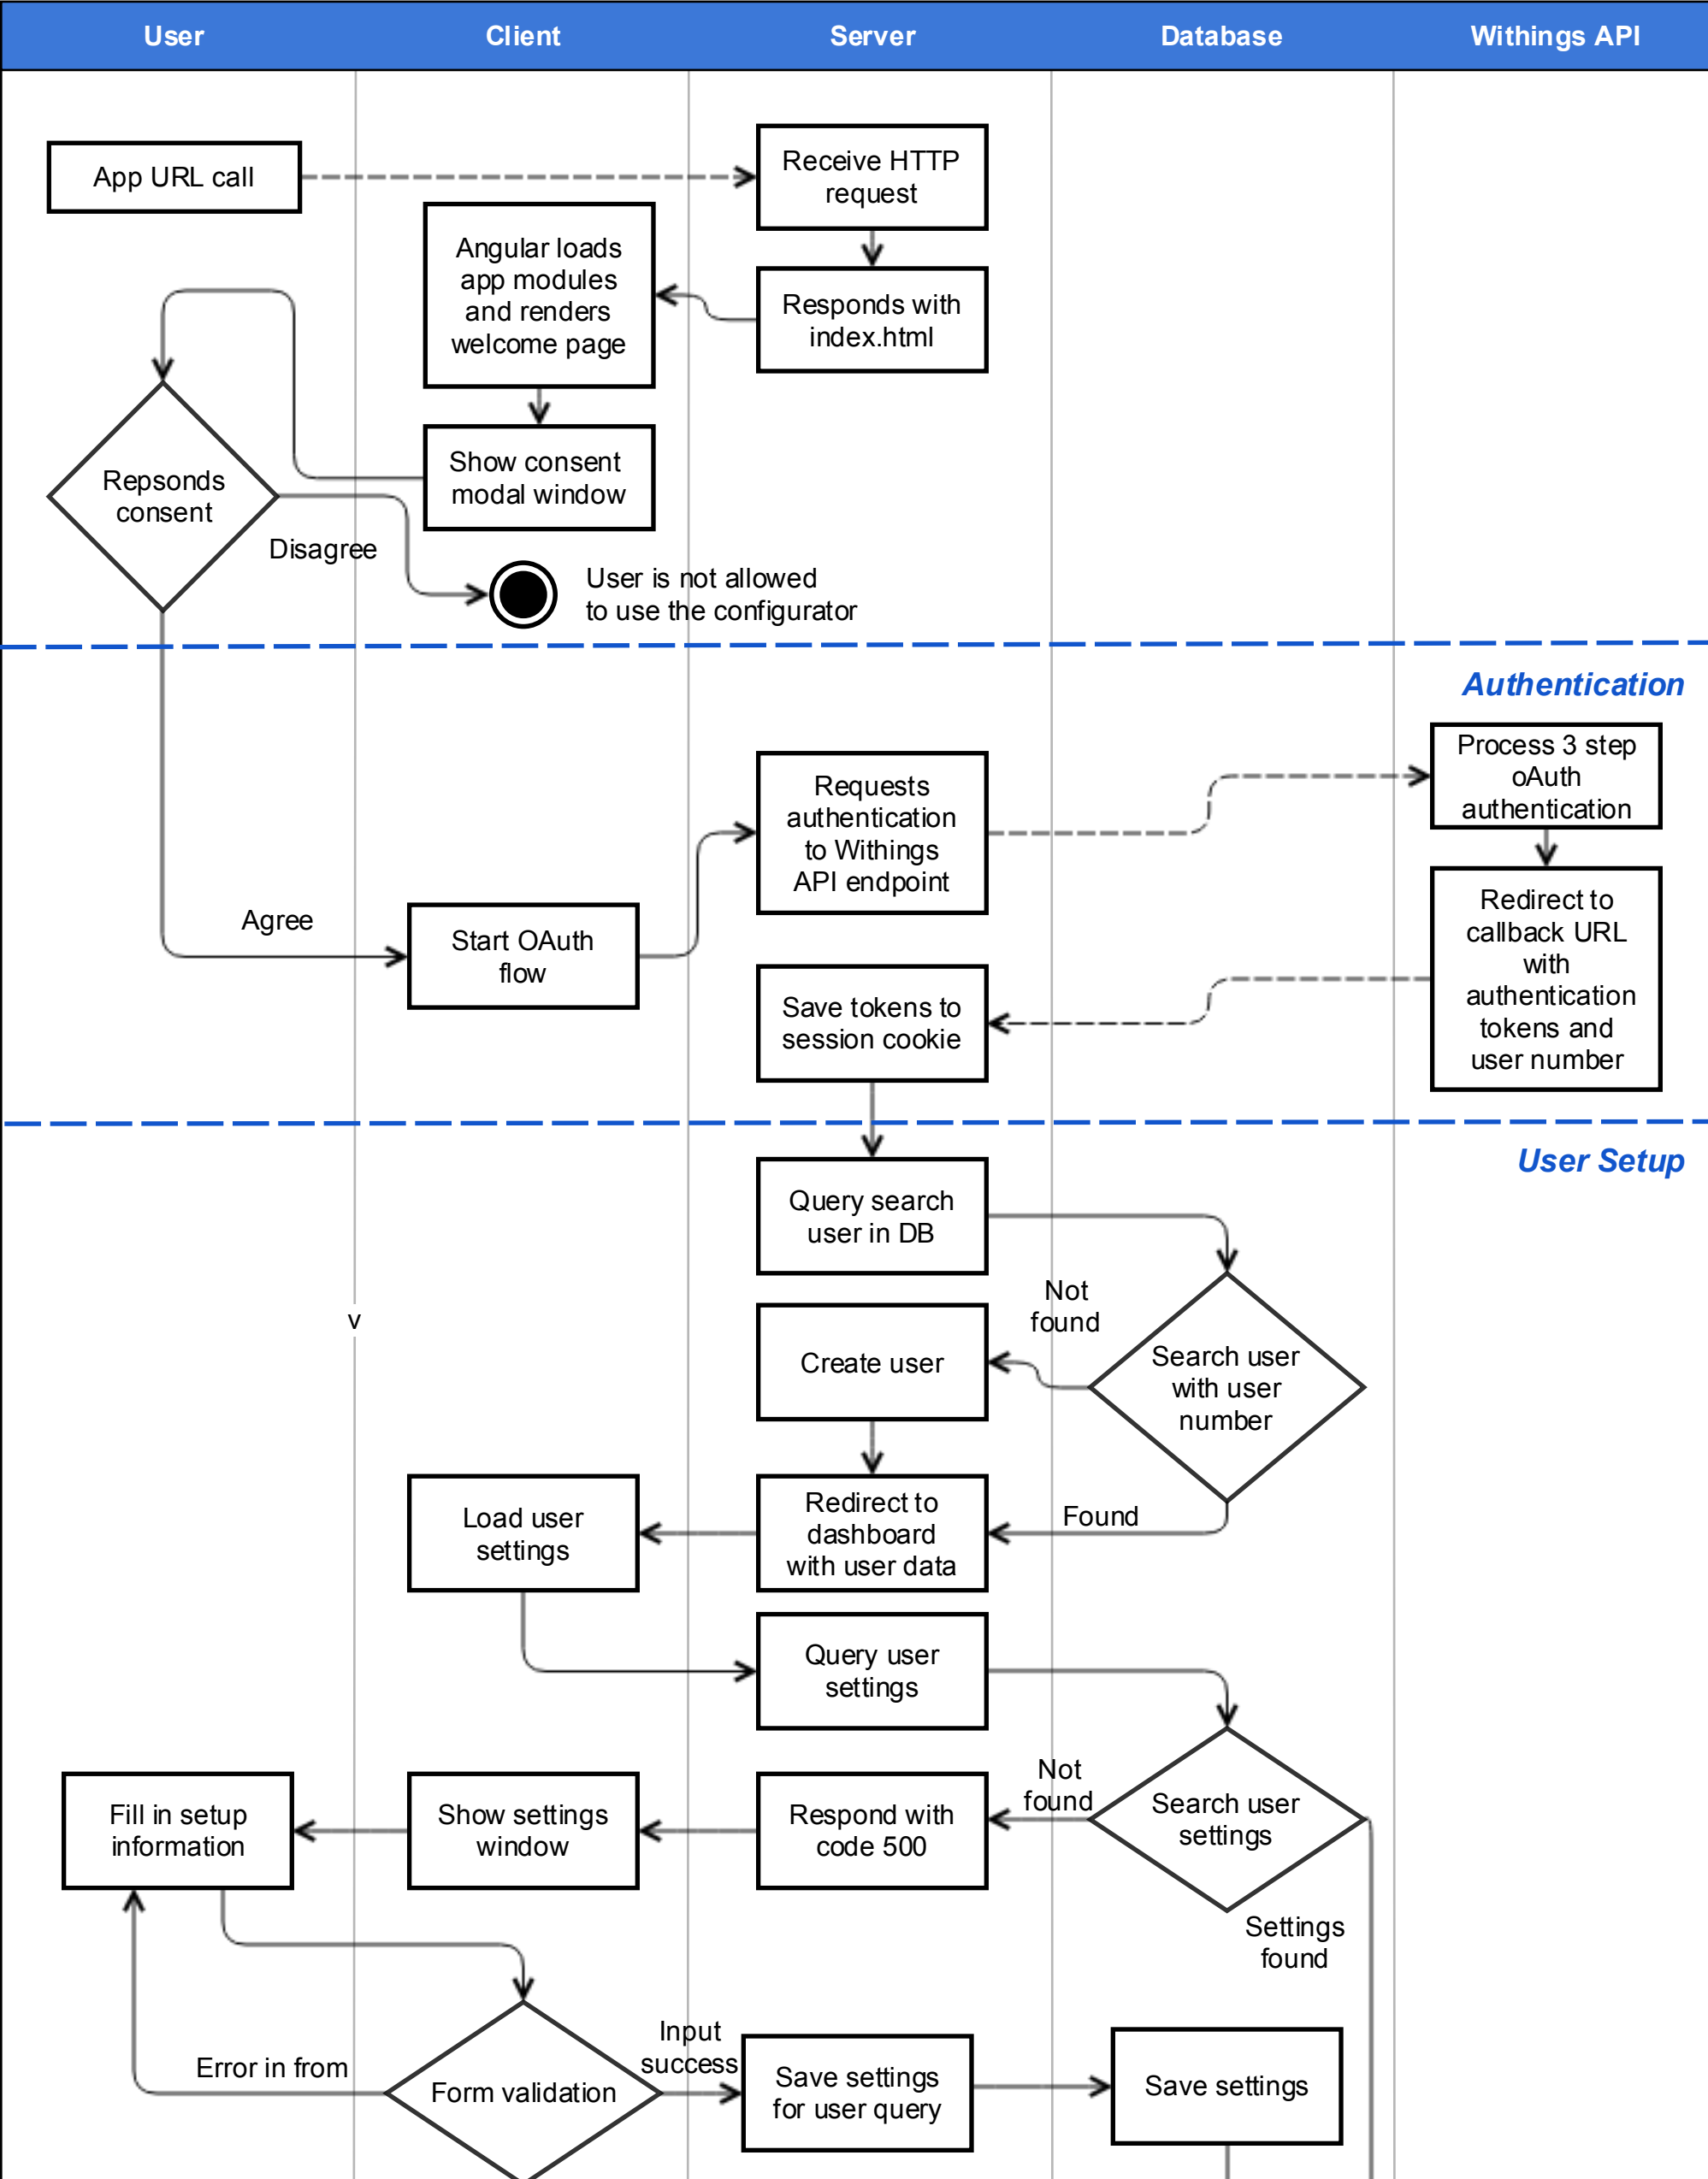 User
Client
Server
Database
Withings API
App URL call
Receive HTTP
request
Angular loads
app modules
and renders
welcome page
Responds with
index.html
Show consent
modal window
Repsonds
consent
Disagree
User is not allowed
to use the configurator
Authentication
Process 3 step
oAuth
authentication
Requests
authentication
to Withings
API endpoint
Redirect to
callback URL
with
authentication
tokens and
user number
Agree
Start OAuth
flow
Save tokens to
session cookie
User Setup
Query search
user in DB
Not
found
v
Create user
Search user
with user
number
Load user
settings
Redirect to
dashboard
with user data
Found
Query user
settings
Not
found
Fill in setup
information
Show settings
window
Respond with
code 500
Search user
settings
Settings
found
Input
success
Error in from
Form validation
Save settings
for user query
Save settings